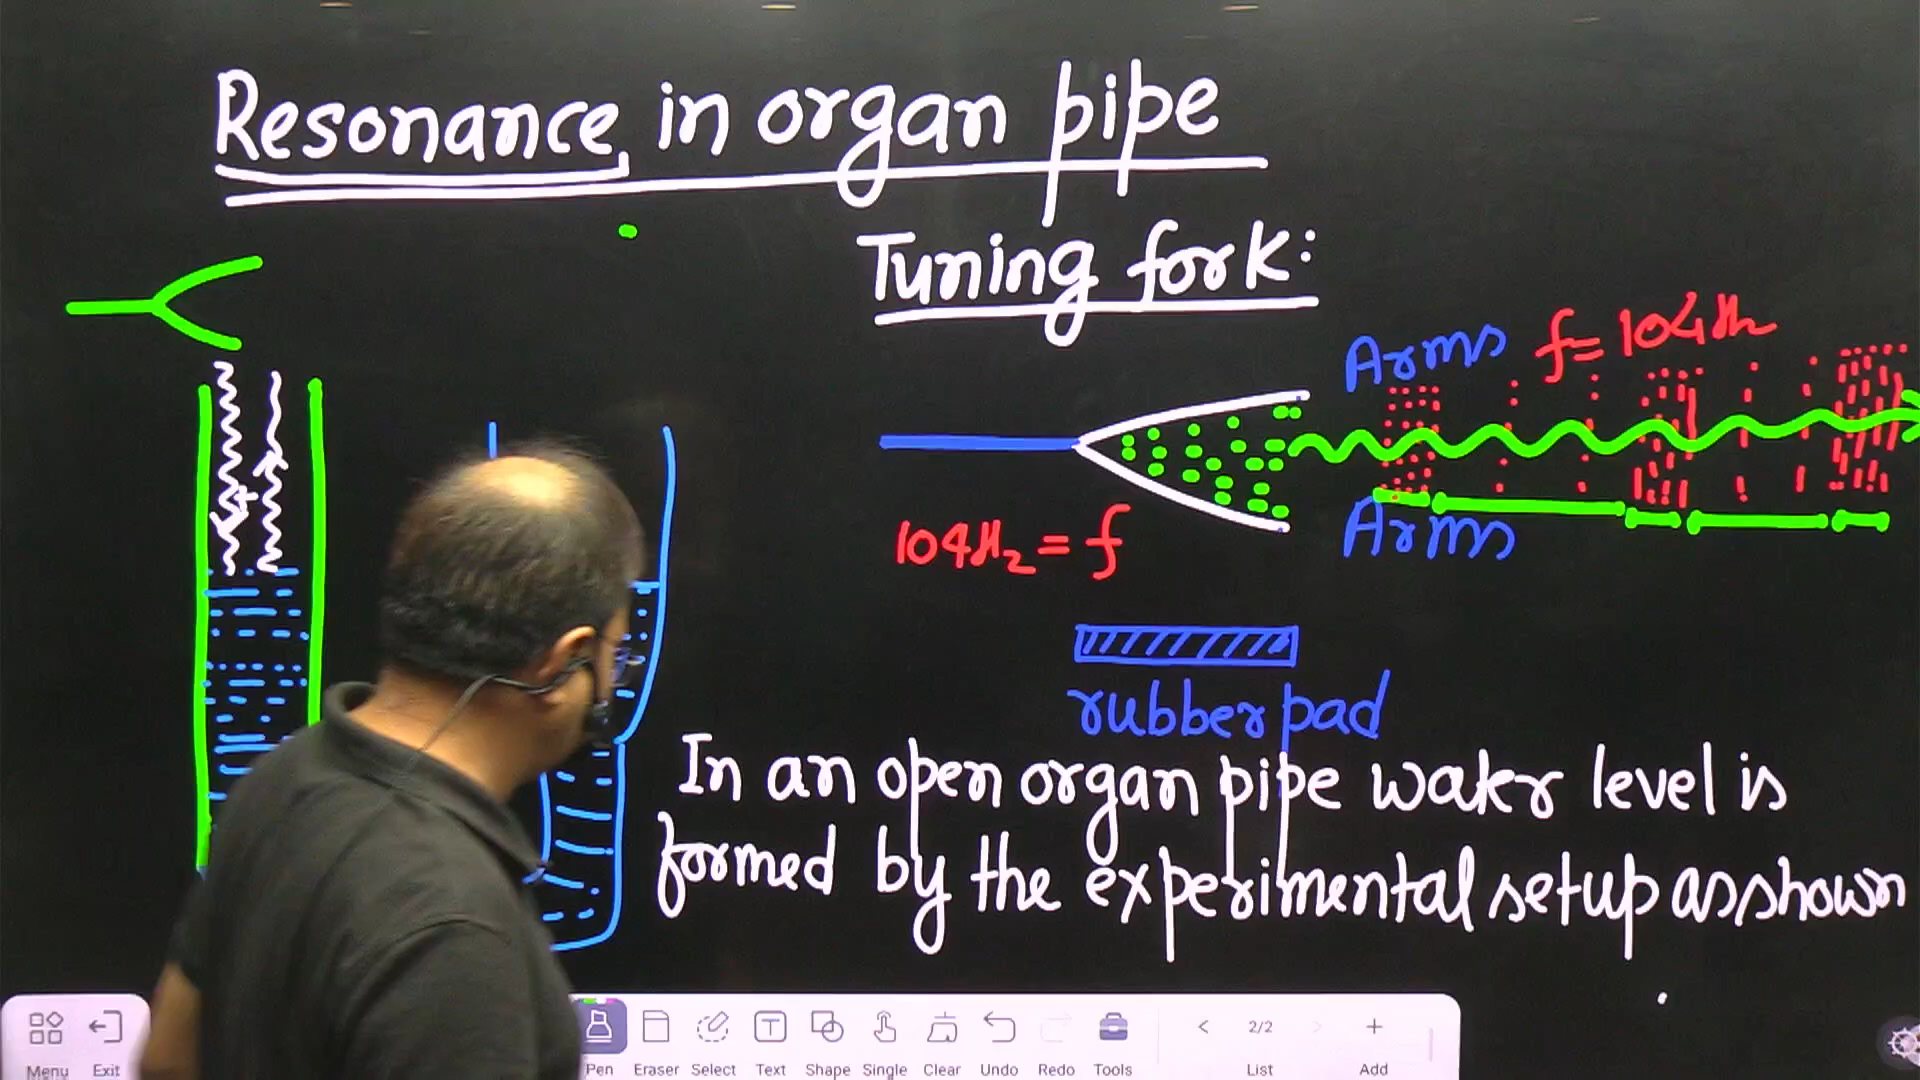 Resonance in organ pipe
Tuning fork:
Arms f= 104Hz
Arms
104Hz = f
rubber pad
In an open organ pipe water level is
formed by the experimental setup as shown
Menu Exit Pen Eraser Select Text Shape Single Clear Undo Redo Tools < 2/2 > List + Add